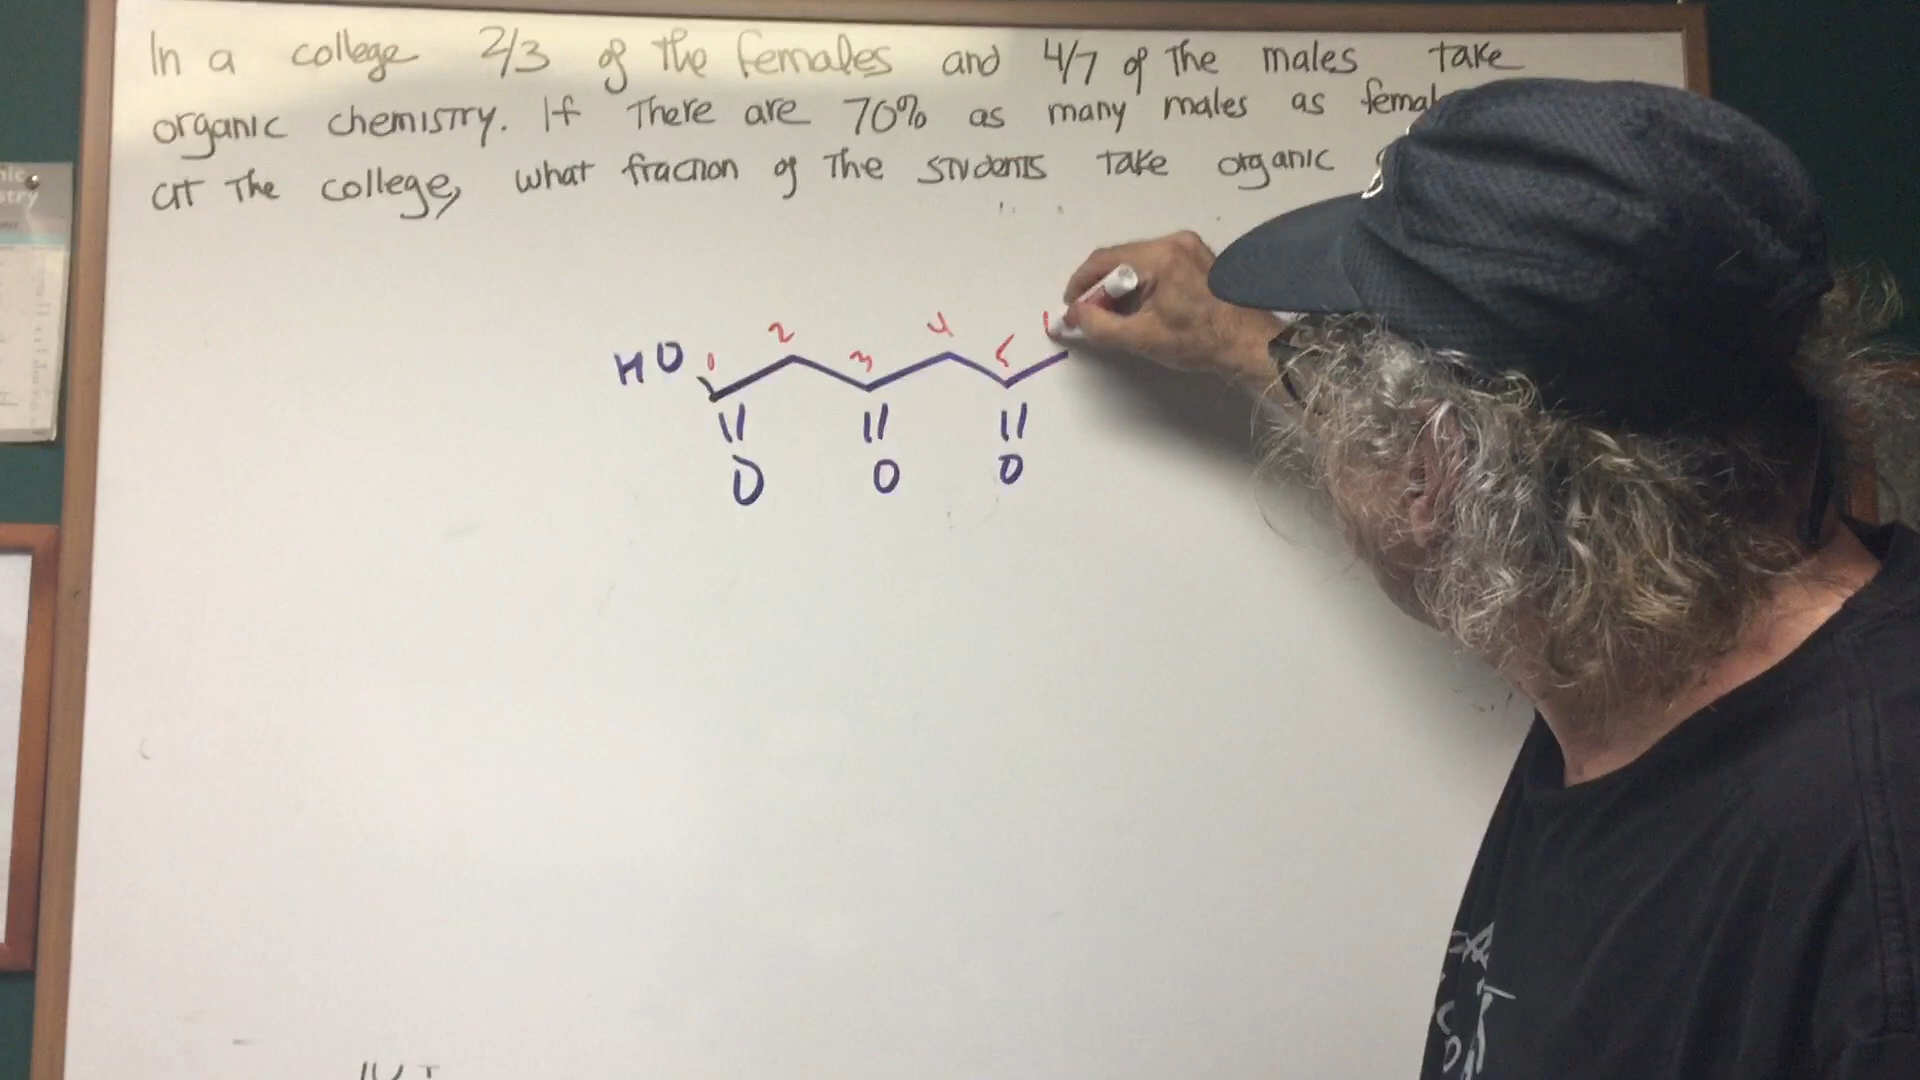 In a college 2/3 of the females and 4/7 of the males take
organic chemistry. If there are 70% as many males as femal
at the college, what fraction of the students take organic
2 4
HO 1 3 5
O O O